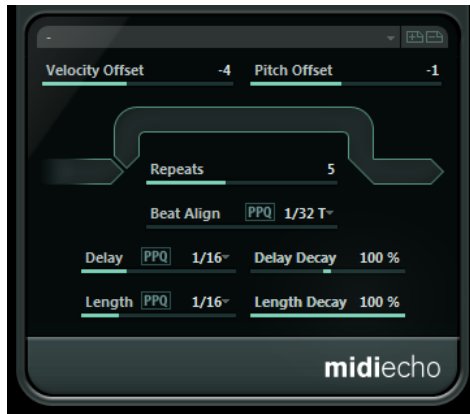 -
Velocity Offset -4 Pitch Offset -1
Repeats 5
Beat Align PPQ 1/32 T
Delay PPQ 1/16 Delay Decay 100 %
Length PPQ 1/16 Length Decay 100 %
midiecho